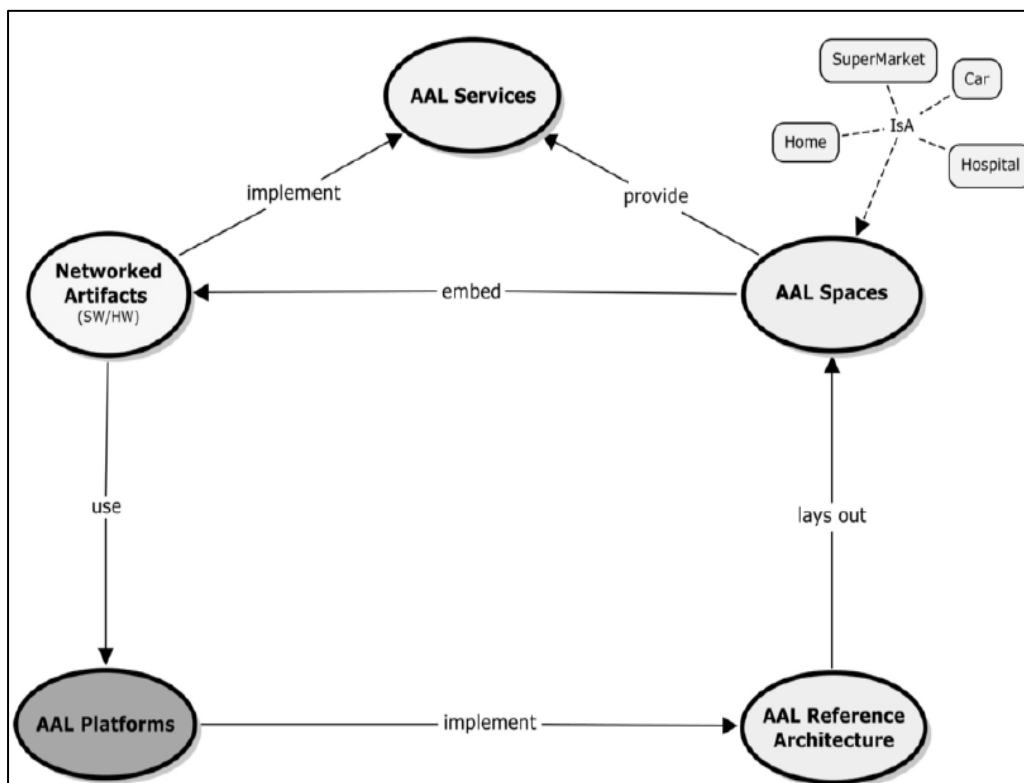 AAL Services
SuperMarket
Car
IsA
Home
Hospital
implement
provide
Networked
Artifacts
(SW/HW)
embed
AAL Spaces
use
lays out
AAL Platforms
implement
AAL Reference
Architecture